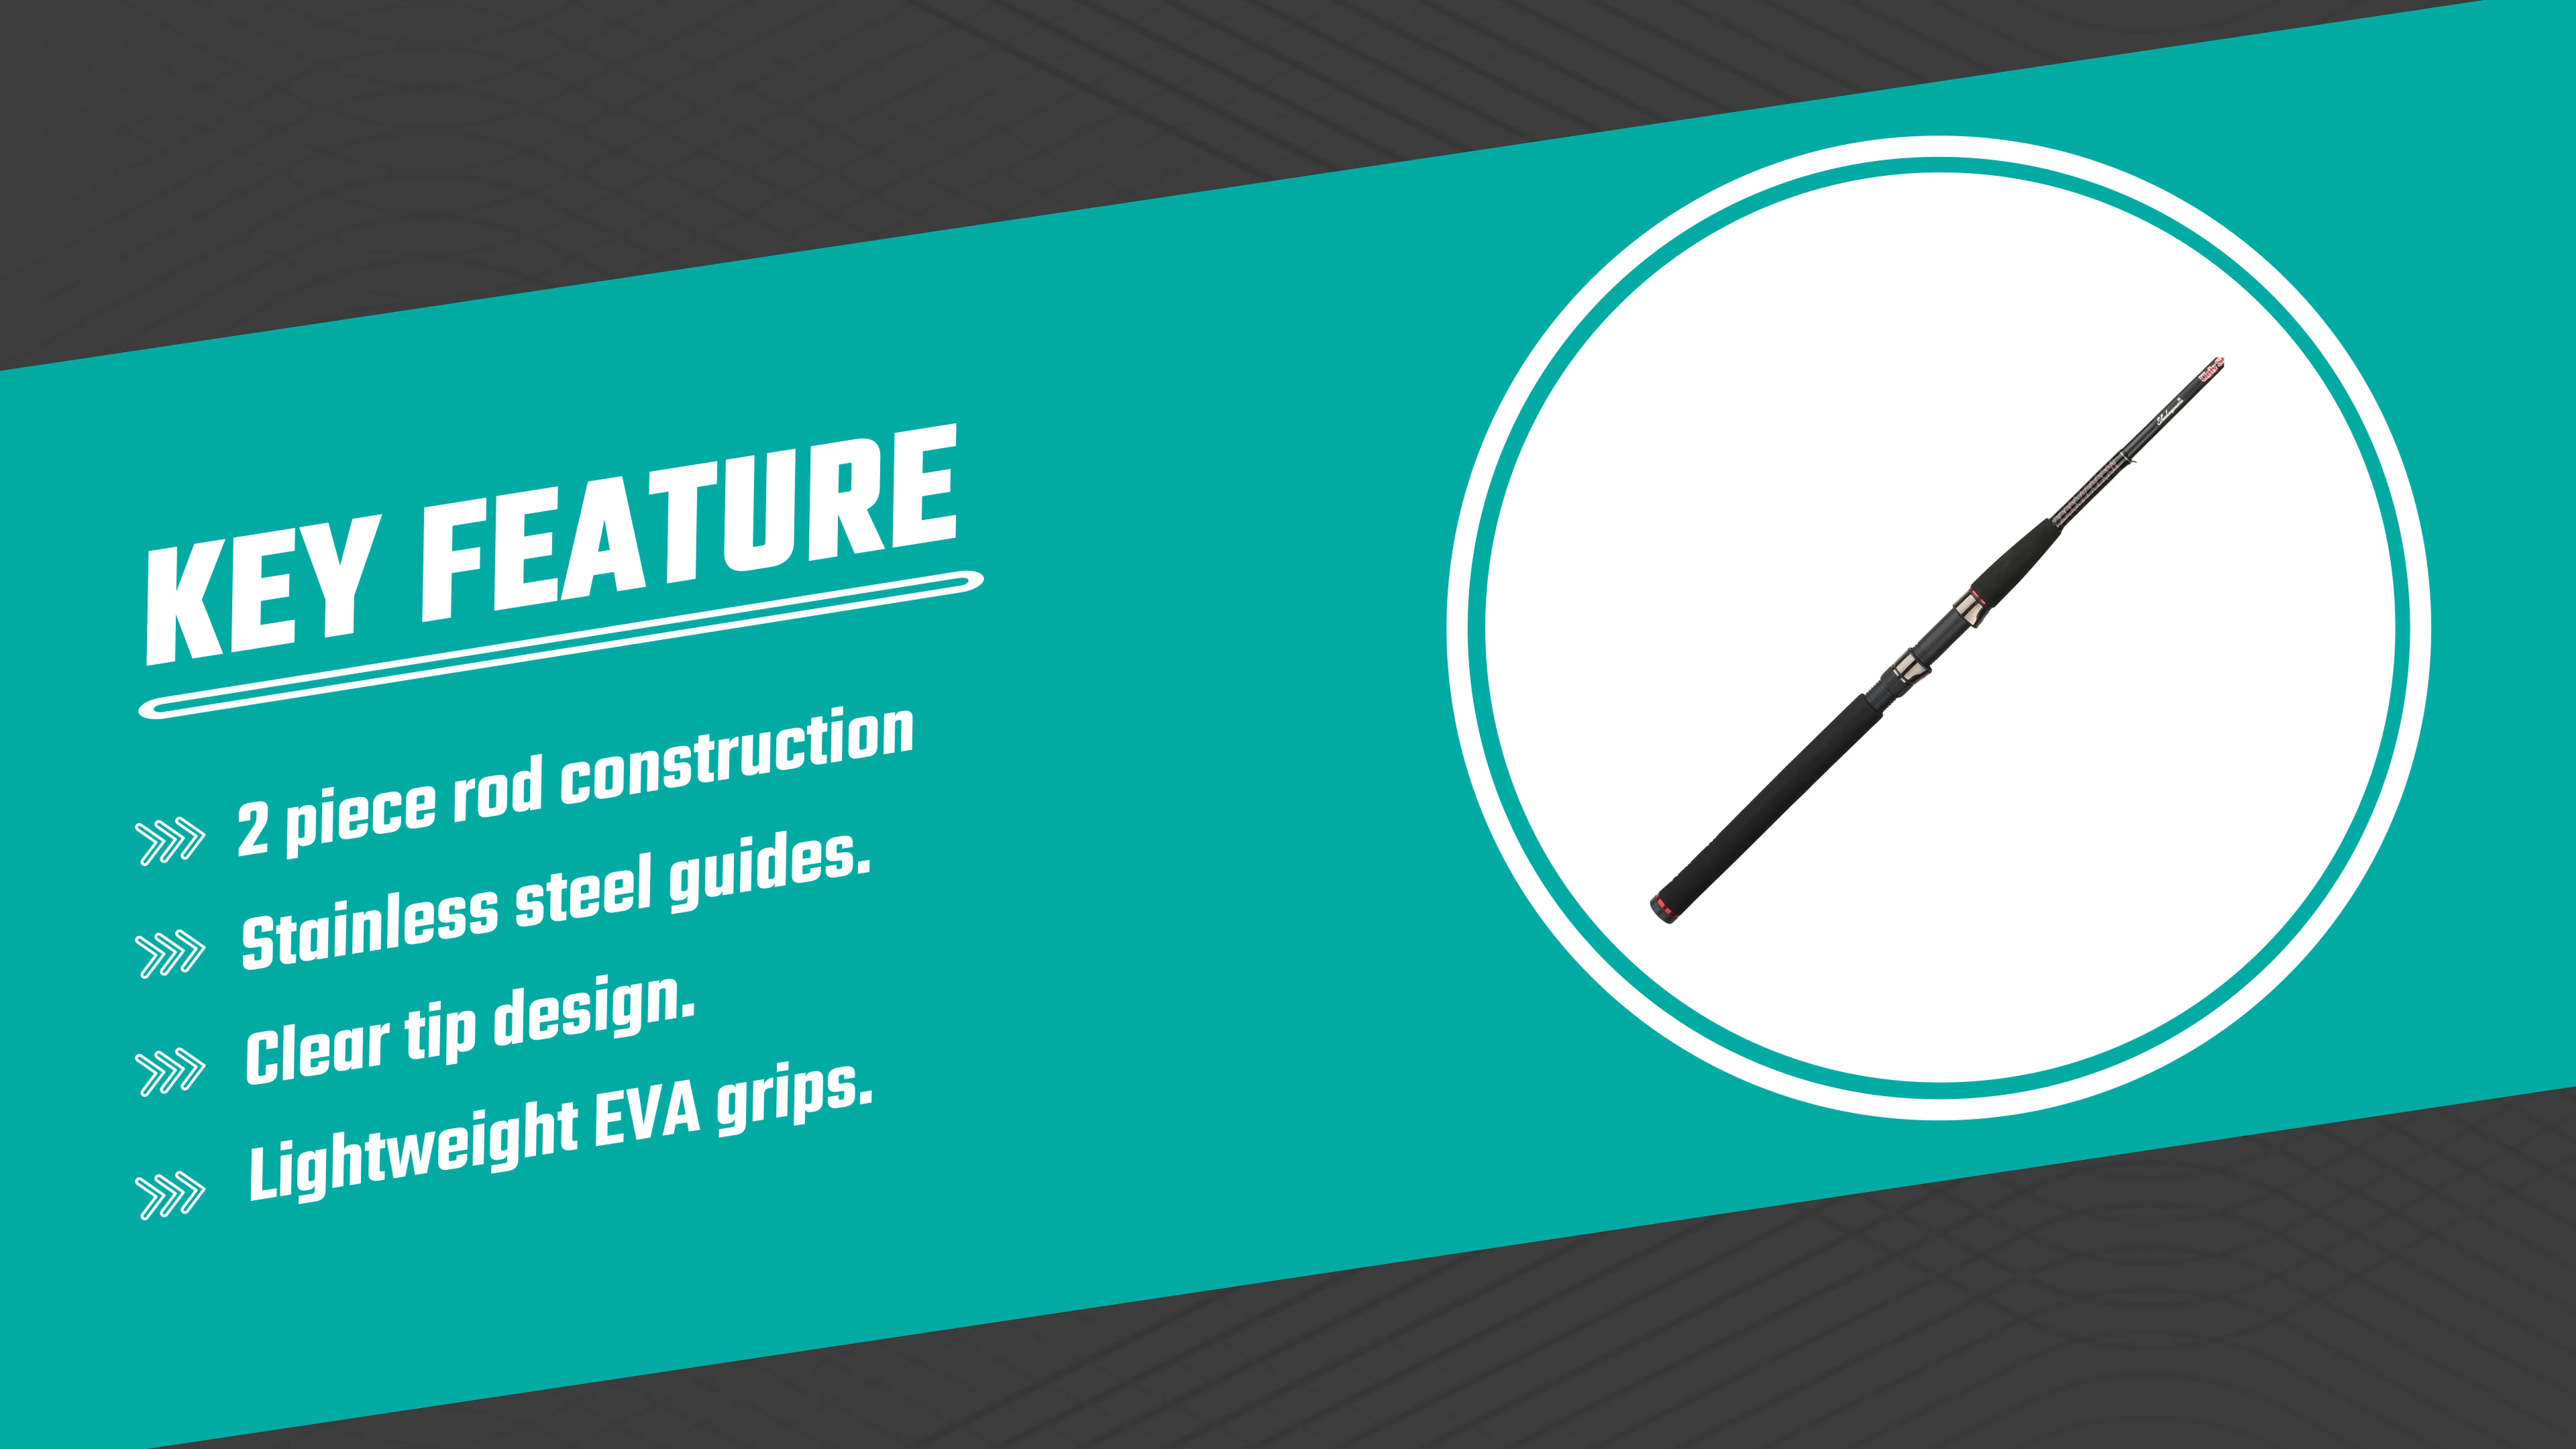 KEY FEATURE
2 piece rod construction
Stainless steel guides.
Clear tip design.
Lightweight EVA grips.